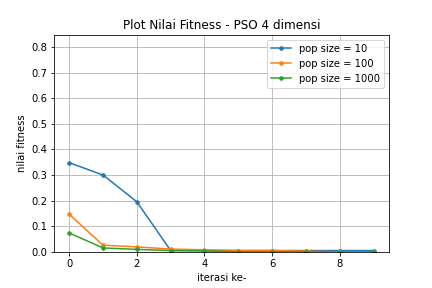 Plot Nilai Fitness - PSO 4 dimensi
0.8
0.7
0.6
0.5
0.4
0.3
0.2
0.1
0.0
nilai fitness
pop size = 10
pop size = 100
pop size = 1000
0 2 4 6 8
iterasi ke-